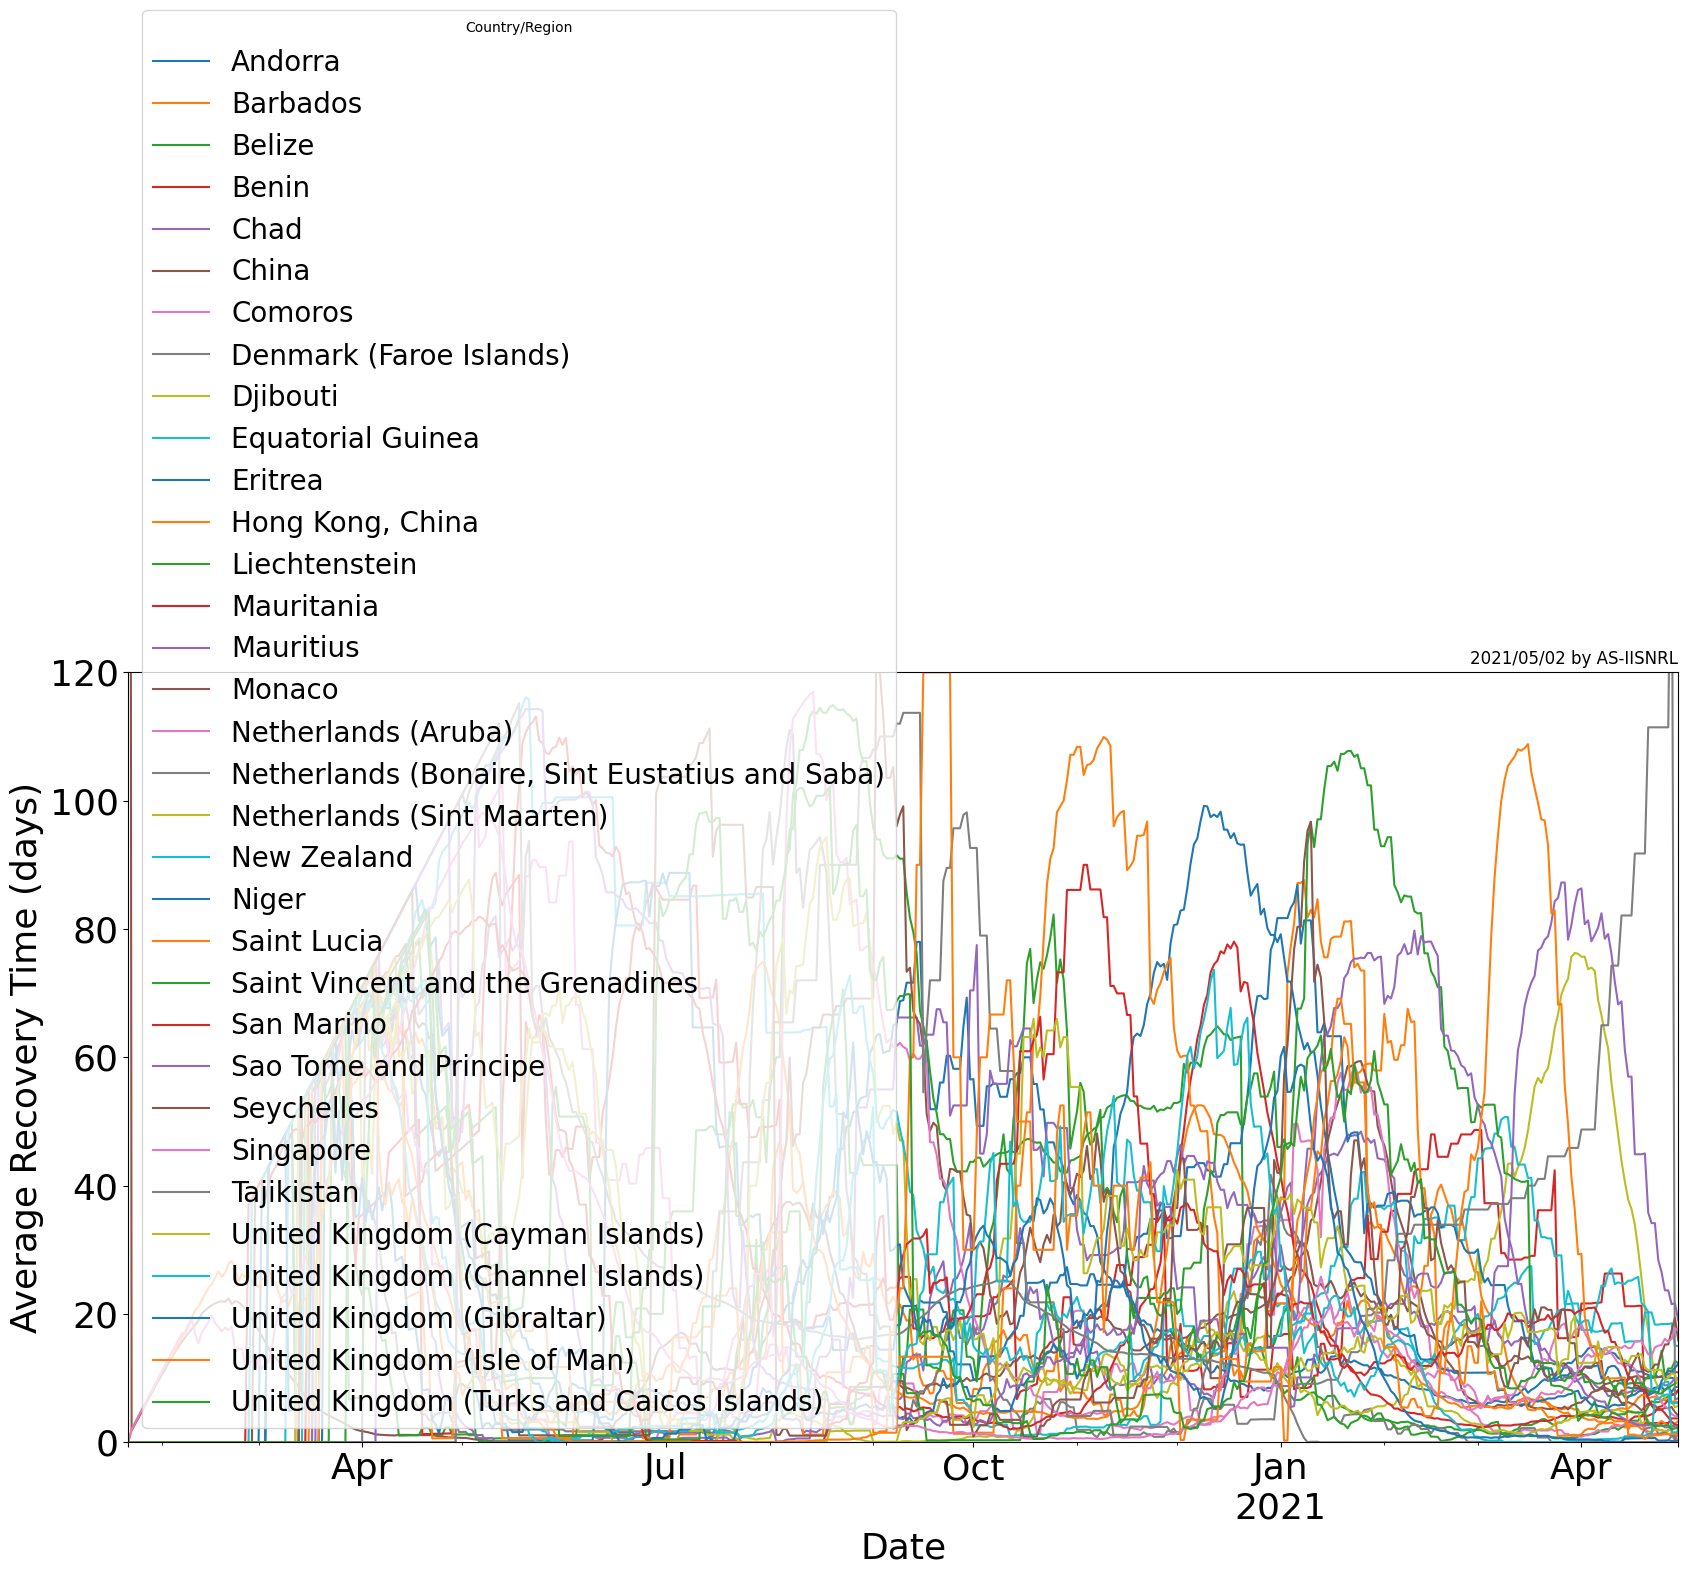 Country/Region
Andorra
Barbados
Belize
Benin
Chad
China
Comoros
Denmark (Faroe Islands)
Djibouti
Equatorial Guinea
Eritrea
Hong Kong, China
Liechtenstein
Mauritania
Mauritius
Monaco
Netherlands (Aruba)
Netherlands (Bonaire, Sint Eustatius and Saba)
Netherlands (Sint Maarten)
New Zealand
Niger
Saint Lucia
Saint Vincent and the Grenadines
San Marino
Sao Tome and Principe
Seychelles
Singapore
Tajikistan
United Kingdom (Cayman Islands)
United Kingdom (Channel Islands)
United Kingdom (Gibraltar)
United Kingdom (Isle of Man)
United Kingdom (Turks and Caicos Islands)
2021/05/02 by AS-IISNRL
Average Recovery Time (days)
120
100
80
60
40
20
0
Apr
Jul
Oct
Jan
2021
Apr
Date